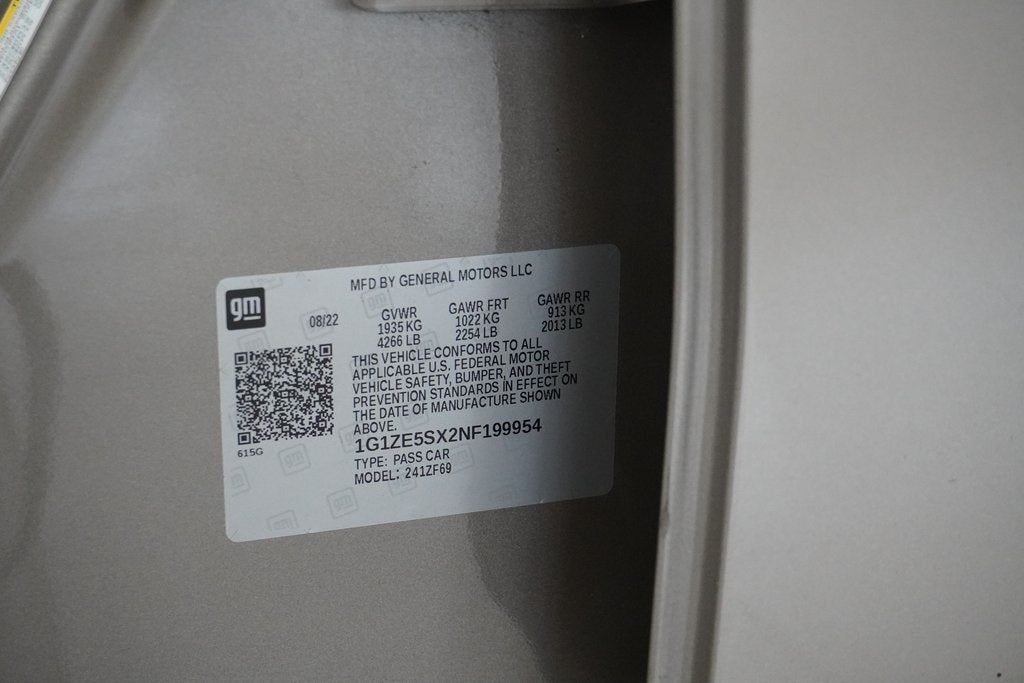 MFD BY GENERAL MOTORS LLC
gm
08/22
GVWR
1935 KG
4266 LB
GAWR FRT
1022 KG
2254 LB
GAWR RR
913 KG
2013 LB
THIS VEHICLE CONFORMS TO ALL
APPLICABLE U.S. FEDERAL MOTOR
VEHICLE SAFETY, BUMPER, AND THEFT
PREVENTION STANDARDS IN EFFECT ON
THE DATE OF MANUFACTURE SHOWN
ABOVE.
1G1ZE5SX2NF199954
TYPE: PASS CAR
MODEL: 241ZF69
615G